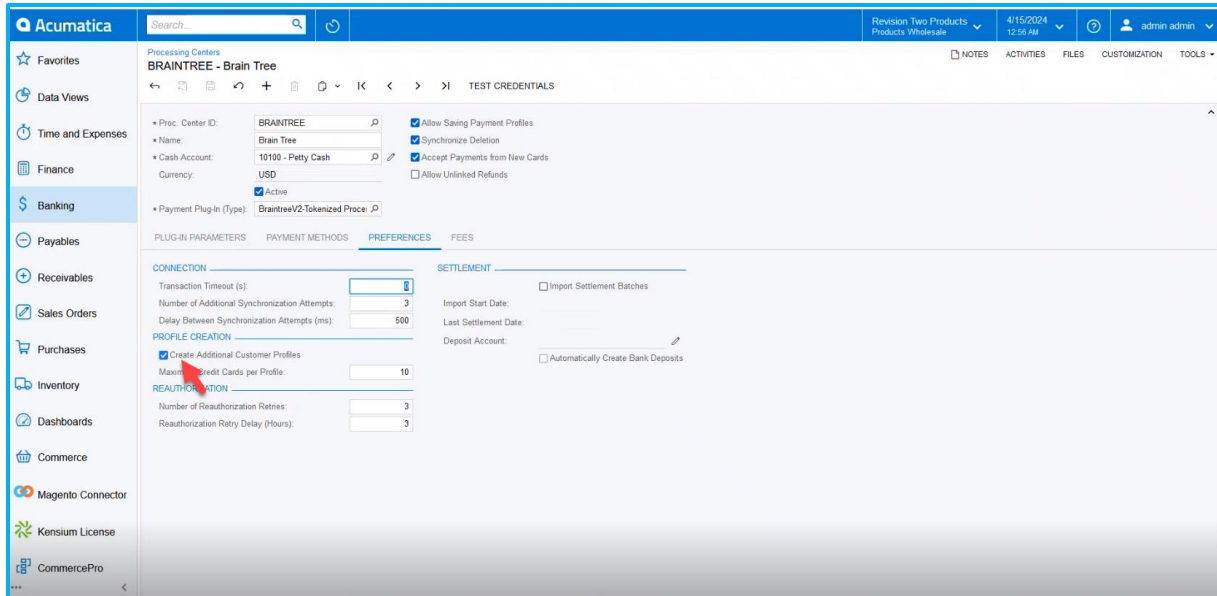 Acumatica
Search...
Revision Two Products
Products Wholesale
4/15/2024
12:56 AM
admin admin
Favorites
Data Views
Time and Expenses
Finance
Banking
Payables
Receivables
Sales Orders
Purchases
Inventory
Dashboards
Commerce
Magento Connector
Kensium License
CommercePro
Processing Centers
BRAINTREE - Brain Tree
NOTES ACTIVITIES FILES CUSTOMIZATION TOOLS
TEST CREDENTIALS
Proc. Center ID: BRAINTREE
Name: Brain Tree
Cash Account: 10100 - Petty Cash
Currency: USD
Active
Payment Plug-In (Type): BraintreeV2-Tokenized Proce
Allow Saving Payment Profiles
Synchronize Deletion
Accept Payments from New Cards
Allow Unlinked Refunds
PLUG-IN PARAMETERS PAYMENT METHODS PREFERENCES FEES
CONNECTION
Transaction Timeout (s): 0
Number of Additional Synchronization Attempts: 3
Delay Between Synchronization Attempts (ms): 500
PROFILE CREATION
Create Additional Customer Profiles
Credit Cards per Profile: 10
REAUTHORIZATION
Number of Reauthorization Retries: 3
Reauthorization Retry Delay (Hours): 3
SETTLEMENT
Import Settlement Batches
Import Start Date:
Last Settlement Date:
Deposit Account:
Automatically Create Bank Deposits